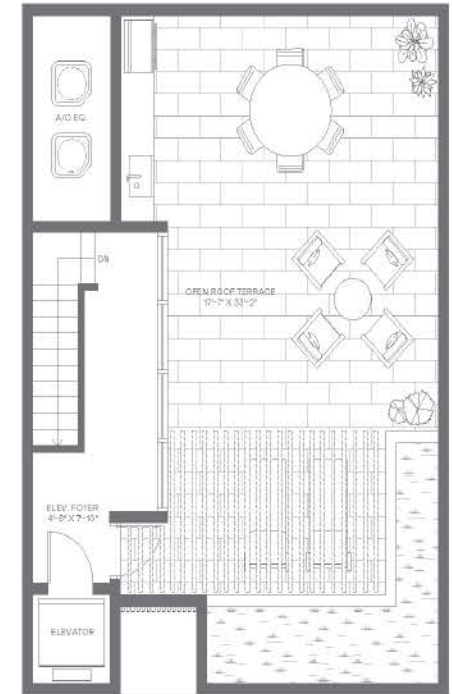 A/C EQ.
DN
OPEN ROOF TERRACE
17'-7" X 33'-2"
ELEV. FOYER
4'-8" X 7'-10"
ELEVATOR